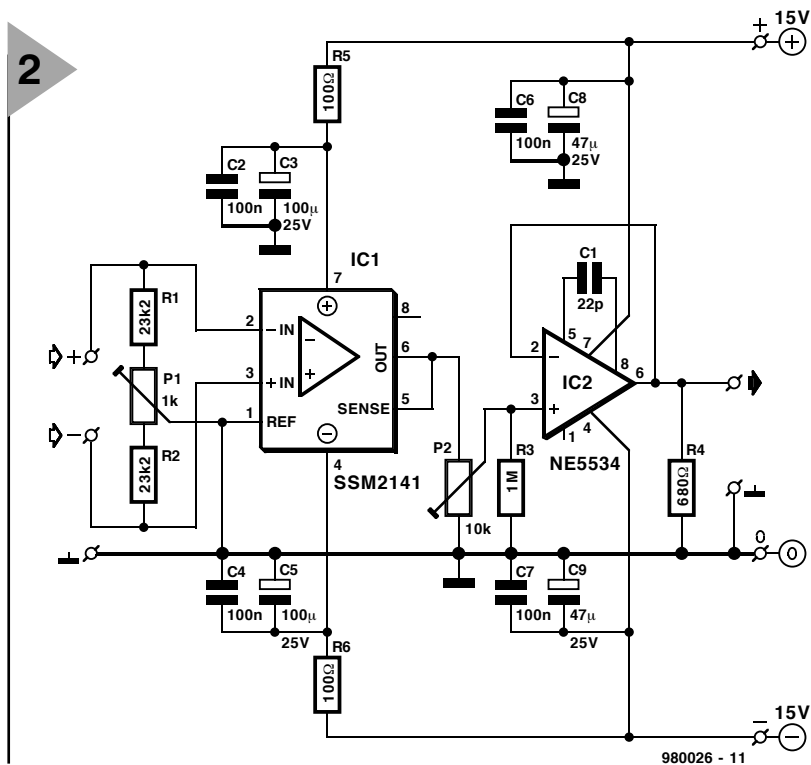 2
+ 15V
+
R5
100Ω
C6
100n
C8
47µ
25V
C2
100n
C3
100µ
25V
IC1
7
+
8
2
– IN
–
+
OUT
6
3
+ IN
1
REF
SENSE
5
–
4
SSM2141
R1
23k2
+
P1
1k
–
R2
23k2
C1
22p
5
7
2
–
IC2
8
6
3
+
1
4
NE5534
P2
10k
R3
1M
R4
680Ω
0
0
C4
100n
C5
100µ
25V
C7
100n
C9
47µ
25V
R6
100Ω
– 15V
–
980026 - 11